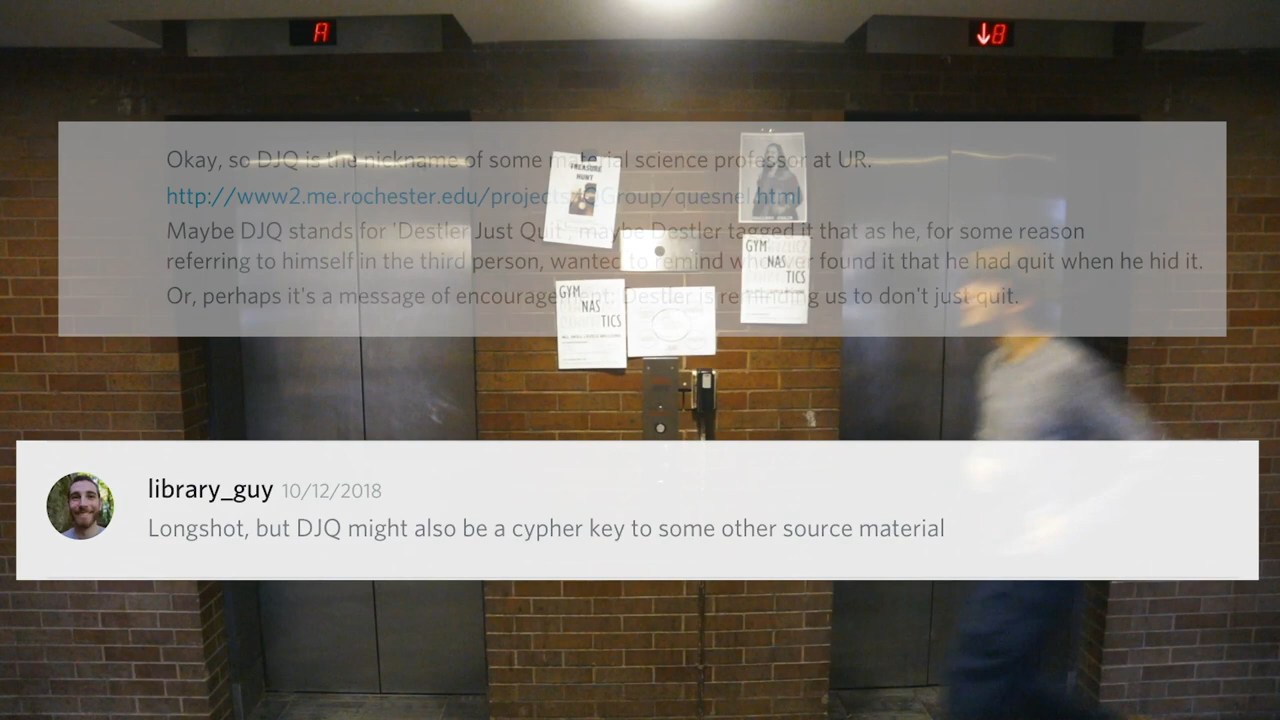 A
8
Okay, so DJQ is the nickname of some material science professor at UR.
http://www2.me.rochester.edu/projects Group/quesnel.html
Maybe DJQ stands for 'Destler Just Quit', maybe Destler tagged it that as he, for some reason
referring to himself in the third person, wanted to remind whoever found it that he had quit when he hid it.
Or, perhaps it's a message of encouragement: Destler is reminding us to don't just quit.
TREASURE
HUNT
GYM
NAS
TICS
GYM
NAS
TICS
library_guy 10/12/2018
Longshot, but DJQ might also be a cypher key to some other source material